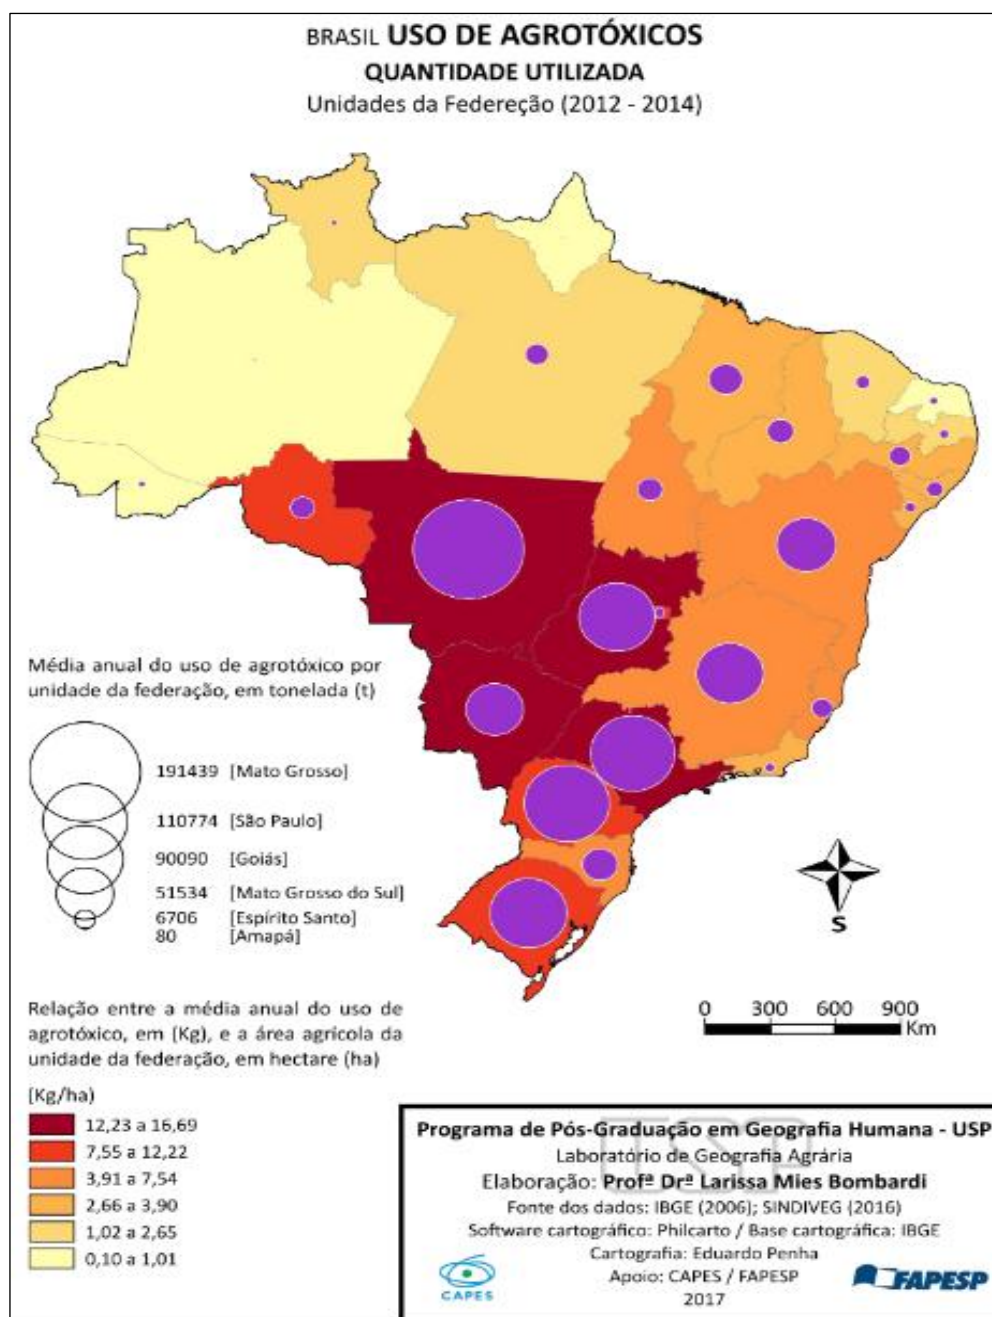 BRASIL USO DE AGROTÓXICOS
QUANTIDADE UTILIZADA
Unidades da Federeção (2012 - 2014)
Média anual do uso de agrotóxico por
unidade da federação, em tonelada (t)
191439 [Mato Grosso]
110774 [São Paulo]
90090 [Goiás]
51534 [Mato Grosso do Sul]
6706 [Espírito Santo]
80 [Amapá]
S
Relação entre a média anual do uso de
agrotóxico, em (Kg), e a área agrícola da
unidade da federação, em hectare (ha)
0 300 600 900
Km
(Kg/ha)
12,23 a 16,69
7,55 a 12,22
3,91 a 7,54
2,66 a 3,90
1,02 a 2,65
0,10 a 1,01
USP
Programa de Pós-Graduação em Geografia Humana - USP
Laboratório de Geografia Agrária
Elaboração: Profª Drª Larissa Mies Bombardi
Fonte dos dados: IBGE (2006); SINDIVEG (2016)
Software cartográfico: Philcarto / Base cartográfica: IBGE
Cartografia: Eduardo Penha
Apoio: CAPES / FAPESP
2017
CAPES
FAPESP